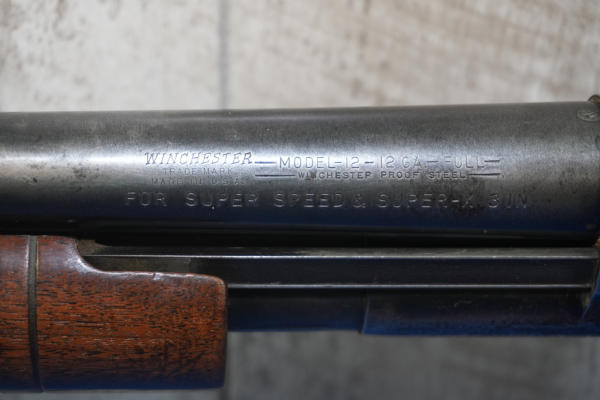 WINCHESTER
TRADE MARK
MADE IN U.S.A.
MODEL-12-12 GA-FULL
WINCHESTER PROOF STEEL
FOR SUPER SPEED & SUPER-X 3 IN